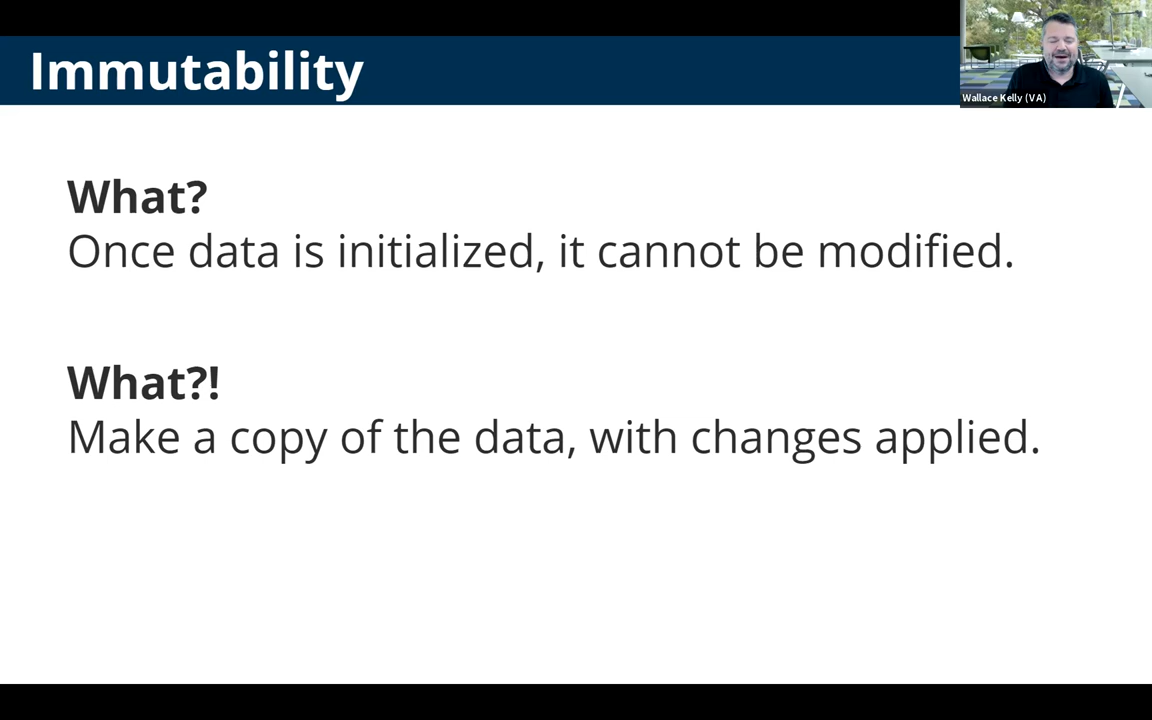 Immutability
Wallace Kelly (VA)
What?
Once data is initialized, it cannot be modified.
What?!
Make a copy of the data, with changes applied.